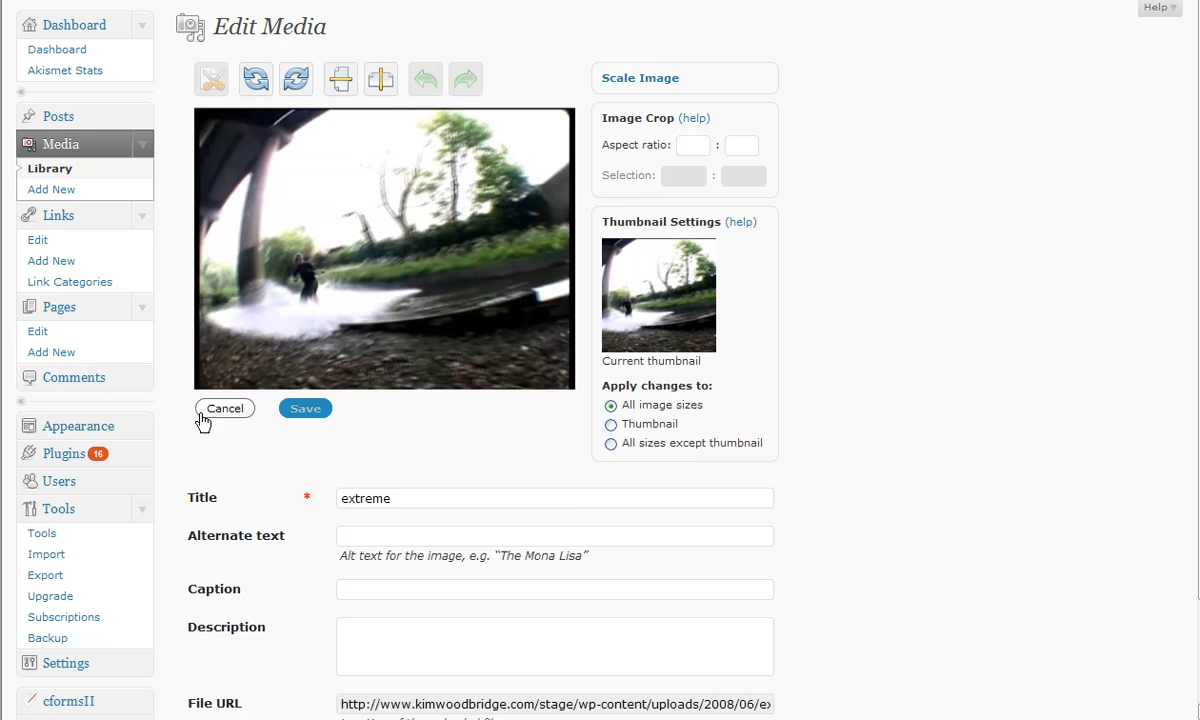 Help
Dashboard
Dashboard
Akismet Stats
Posts
Media
Library
Add New
Links
Edit
Add New
Link Categories
Pages
Edit
Add New
Comments
Appearance
Plugins 16
Users
Tools
Tools
Import
Export
Upgrade
Subscriptions
Backup
Settings
cformsII
Edit Media
Scale Image
Image Crop (help)
Aspect ratio: :
Selection: :
Thumbnail Settings (help)
Current thumbnail
Apply changes to:
All image sizes
Thumbnail
All sizes except thumbnail
Cancel Save
Title * extreme
Alternate text
Alt text for the image, e.g. “The Mona Lisa”
Caption
Description
File URL http://www.kimwoodbridge.com/stage/wp-content/uploads/2008/06/ex